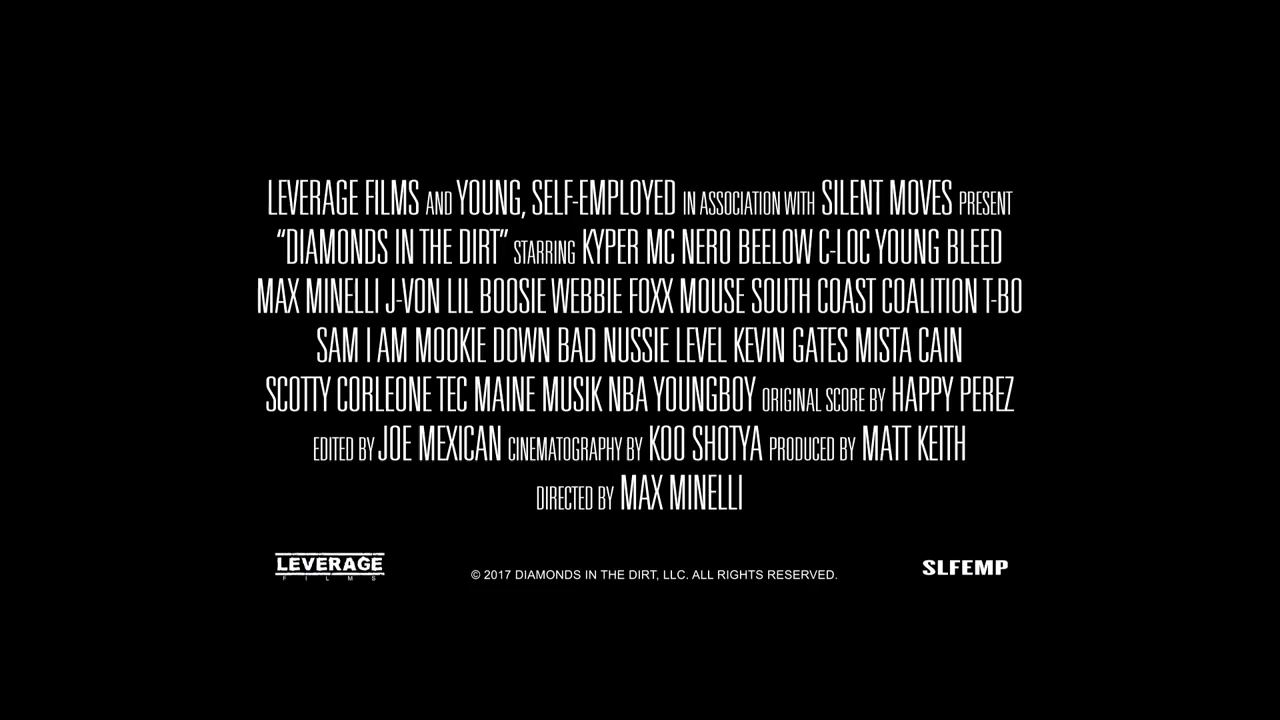 LEVERAGE FILMS AND YOUNG, SELF-EMPLOYED IN ASSOCIATION WITH SILENT MOVES PRESENT
“DIAMONDS IN THE DIRT” STARRING KYPER MC NERO BEELOW C-LOC YOUNG BLEED
MAX MINELLI J-VON LIL BOOSIE WEBBIE FOXX MOUSE SOUTH COAST COALITION T-BO
SAM I AM MOOKIE DOWN BAD NUSSIE LEVEL KEVIN GATES MISTA CAIN
SCOTTY CORLEONE TEC MAINE MUSIK NBA YOUNGBOY ORIGINAL SCORE BY HAPPY PEREZ
EDITED BY JOE MEXICAN CINEMATOGRAPHY BY KOO SHOTYA PRODUCED BY MATT KEITH
DIRECTED BY MAX MINELLI
LEVERAGE
FILMS
© 2017 DIAMONDS IN THE DIRT, LLC. ALL RIGHTS RESERVED.
SLFEMP